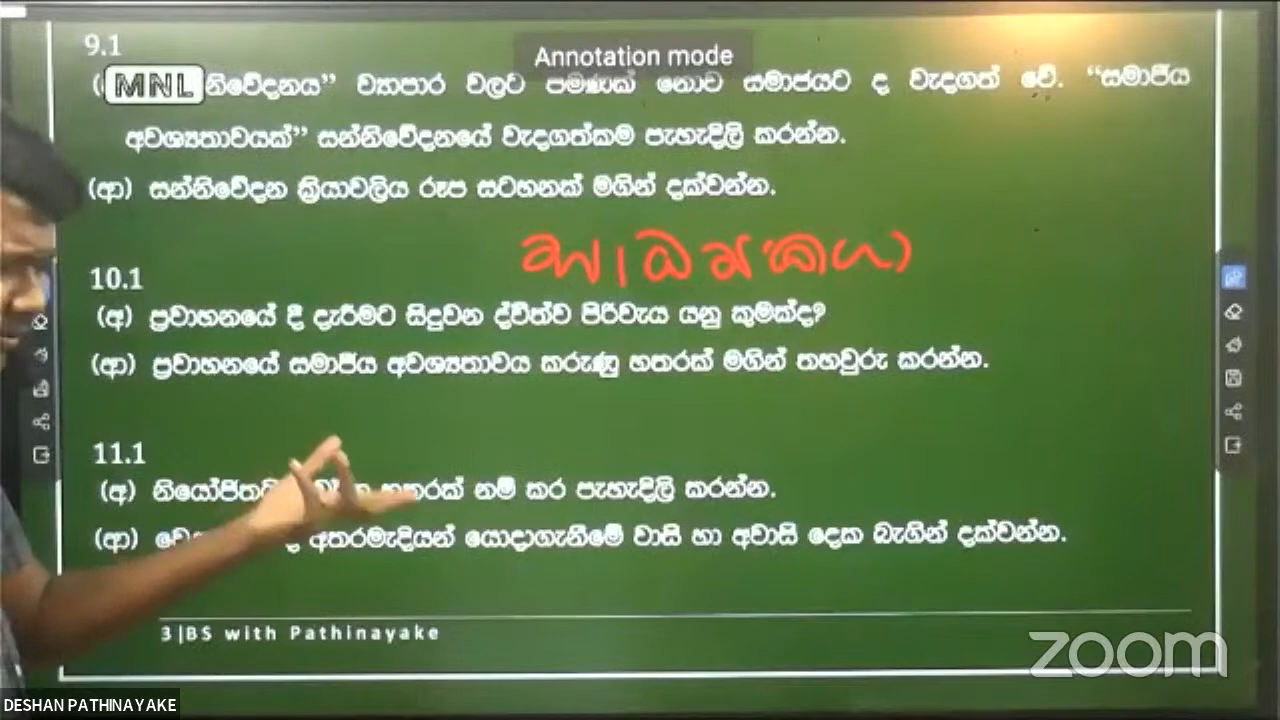 9.1
Annotation mode
( MNL නිවේදනය” ව්‍යාපාර වලට පමණක් නොව සමාජයට ද වැදගත් වේ. “සමාජීය
අවශ්‍යතාවයක්” සන්නිවේදනයේ වැදගත්කම පැහැදිලි කරන්න.
(ආ) සන්නිවේදන ක්‍රියාවලිය රූප සටහනක් මගින් දක්වන්න.
10.1
(අ) ප්‍රවාහනයේ දී දැරීමට සිදුවන ද්විත්ව පිරිවැය යනු කුමක්ද?
(ආ) ප්‍රවාහනයේ සමාජීය අවශ්‍යතාවය කරුණු හතරක් මගින් තහවුරු කරන්න.
11.1
(අ) හතරක් නම් කර පැහැදිලි කරන්න.
(ආ) අතරමැදියන් යොදාගැනීමේ වාසි හා අවාසි දෙක බැගින් දක්වන්න.
3|BS with Pathinayake
zoom
DESHAN PATHINAYAKE